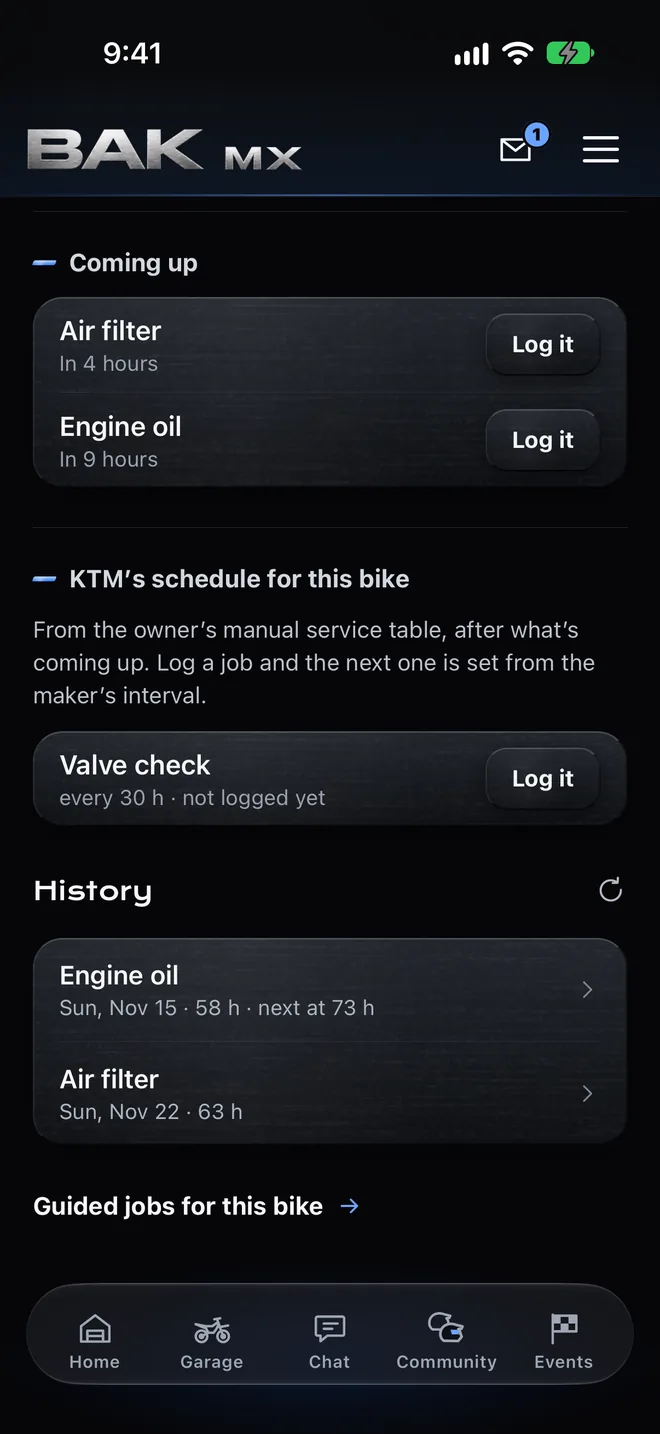 9:41
BAK MX
1
Coming up
Air filter
In 4 hours
Log it
Engine oil
In 9 hours
Log it
KTM’s schedule for this bike
From the owner’s manual service table, after what’s
coming up. Log a job and the next one is set from the
maker’s interval.
Valve check
every 30 h · not logged yet
Log it
History
Engine oil
Sun, Nov 15 · 58 h · next at 73 h
Air filter
Sun, Nov 22 · 63 h
Guided jobs for this bike →
Home
Garage
Chat
Community
Events